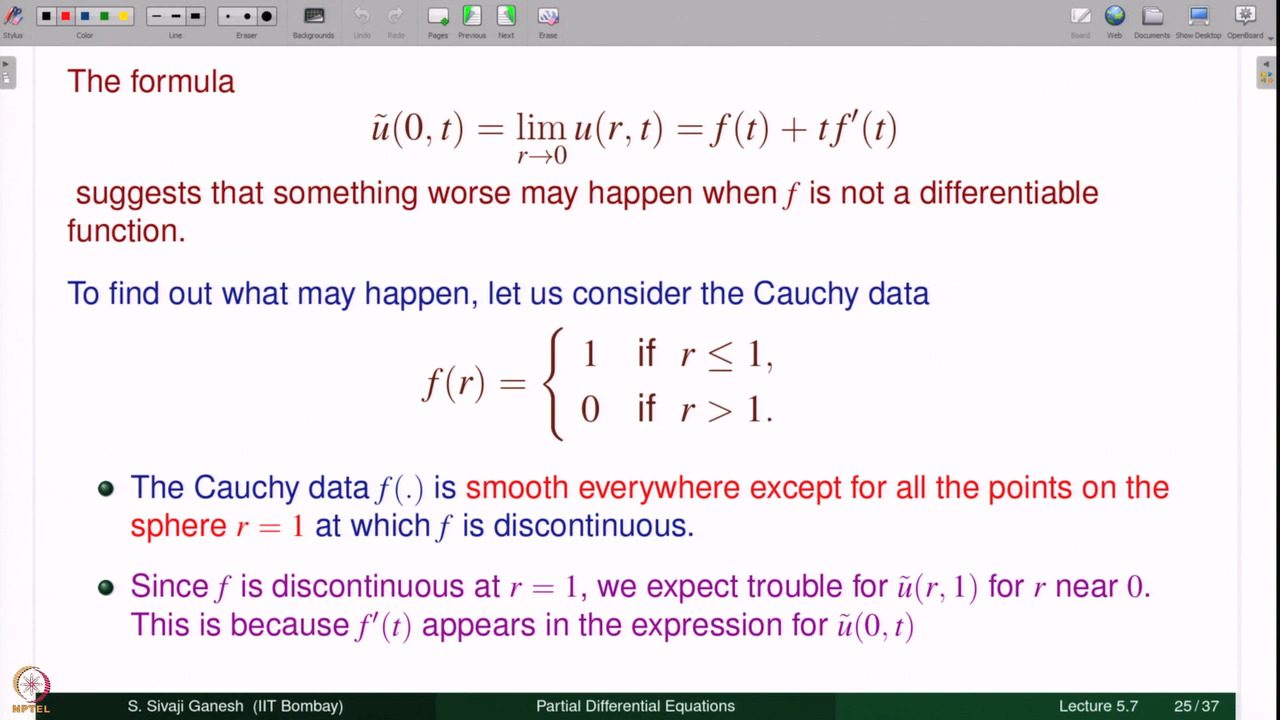 Stylus Color Line Eraser Backgrounds Undo Redo Pages Previous Next Erase Board Web Documents Show Desktop OpenBoard
The formula
ũ(0, t) = lim u(r, t) = f(t) + tf′(t)
r→0
suggests that something worse may happen when f is not a differentiable
function.
To find out what may happen, let us consider the Cauchy data
f(r) = { 1 if r ≤ 1,
0 if r > 1.
The Cauchy data f(.) is smooth everywhere except for all the points on the
sphere r = 1 at which f is discontinuous.
Since f is discontinuous at r = 1, we expect trouble for ũ(r, 1) for r near 0.
This is because f′(t) appears in the expression for ũ(0, t)
NPTEL
S. Sivaji Ganesh (IIT Bombay) Partial Differential Equations Lecture 5.7 25/37